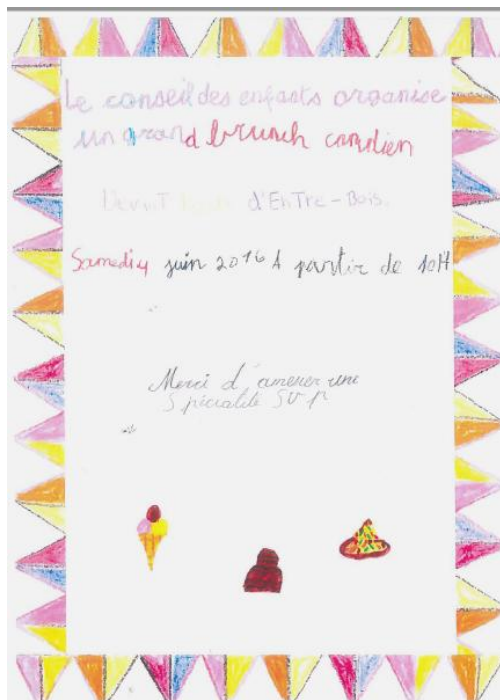 Le conseil des enfants organise
un grand brunch canadien
Devant d'EnTre-Bois.
Samedi 4 juin 2016 A partir de 10H
Merci d'amener une
SVP